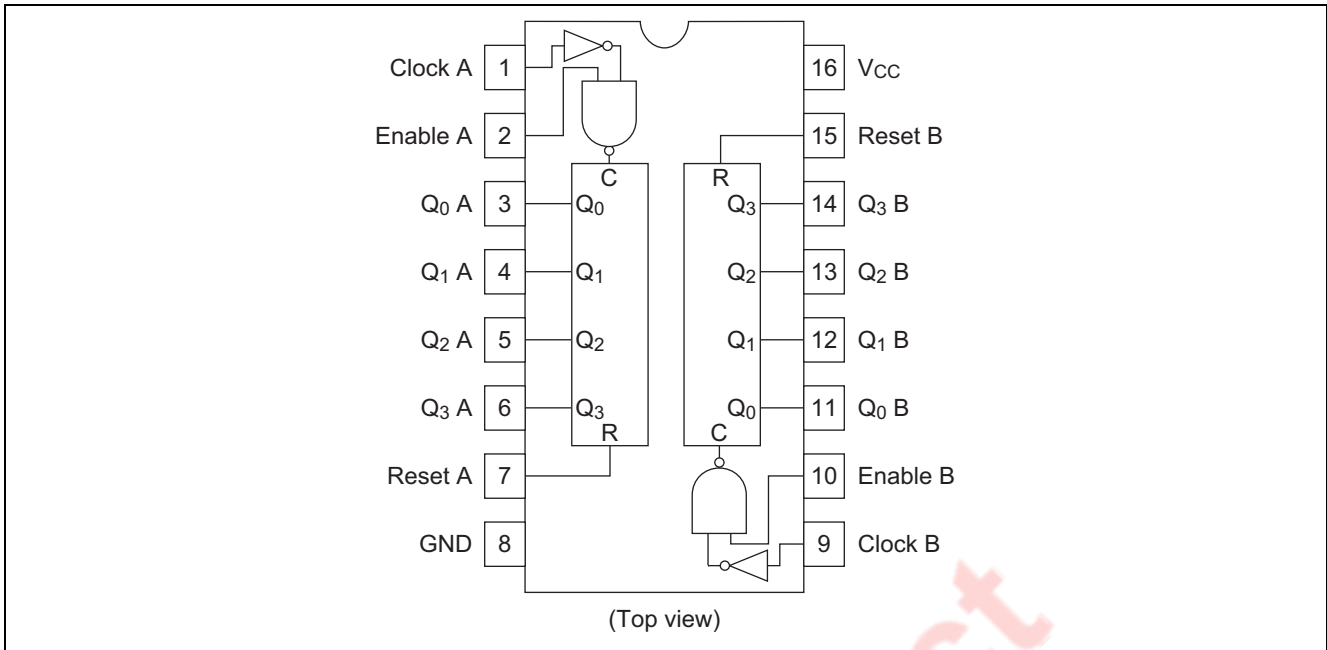 Clock A 1
Enable A 2
Q0 A 3
Q1 A 4
Q2 A 5
Q3 A 6
Reset A 7
GND 8
16 VCC
15 Reset B
14 Q3 B
13 Q2 B
12 Q1 B
11 Q0 B
10 Enable B
9 Clock B
C
Q0
Q1
Q2
Q3
R
R
Q3
Q2
Q1
Q0
C
(Top view)
ct